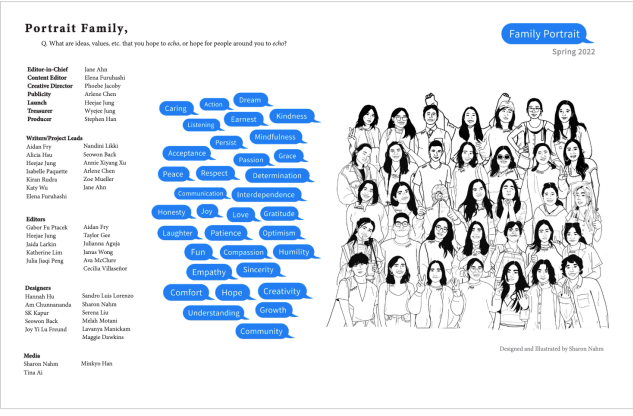 Portrait Family,
Q. What are ideas, values, etc. that you hope to echo, or hope for people around you to echo?
Family Portrait
Spring 2022
Editor-in-Chief Jane Ahn
Content Editor Elena Furuhashi
Creative Director Phoebe Jacoby
Publicity Arlene Chen
Launch Heejae Jung
Treasurer Wyejee Jung
Producer Stephen Han
Writers/Project Leads
Aidan Fry Nandini Likki
Alicia Hsu Seowon Back
Heejae Jung Annie Xiyang Xu
Isabelle Paquette Arlene Chen
Kiran Rudra Zoe Mueller
Katy Wu Jane Ahn
Elena Furuhashi
Editors
Gabor Fu Ptacek Aidan Fry
Heejae Jung Taylor Gee
Jaida Larkin Julianna Aguja
Katherine Lim Janus Wong
Julia Jiaqi Peng Ava McClure
Cecilia Villaseñor
Designers
Hannah Hu Sandro Luis Lorenzo
Am Chunnananda Sharon Nahm
SK Kapur Serena Liu
Seowon Back Melah Motani
Joy Yi Lu Freund Lavanya Manickam
Maggie Dawkins
Media
Sharon Nahm Minkyo Han
Tina Ai
Caring Action Dream
Listening Earnest Kindness
Persist Mindfulness
Acceptance Passion Grace
Peace Respect Determination
Communication Interdependence
Honesty Joy Love Gratitude
Laughter Patience Optimism
Fun Compassion Humility
Empathy Sincerity
Comfort Hope Creativity
Understanding Growth
Community
Designed and Illustrated by Sharon Nahm